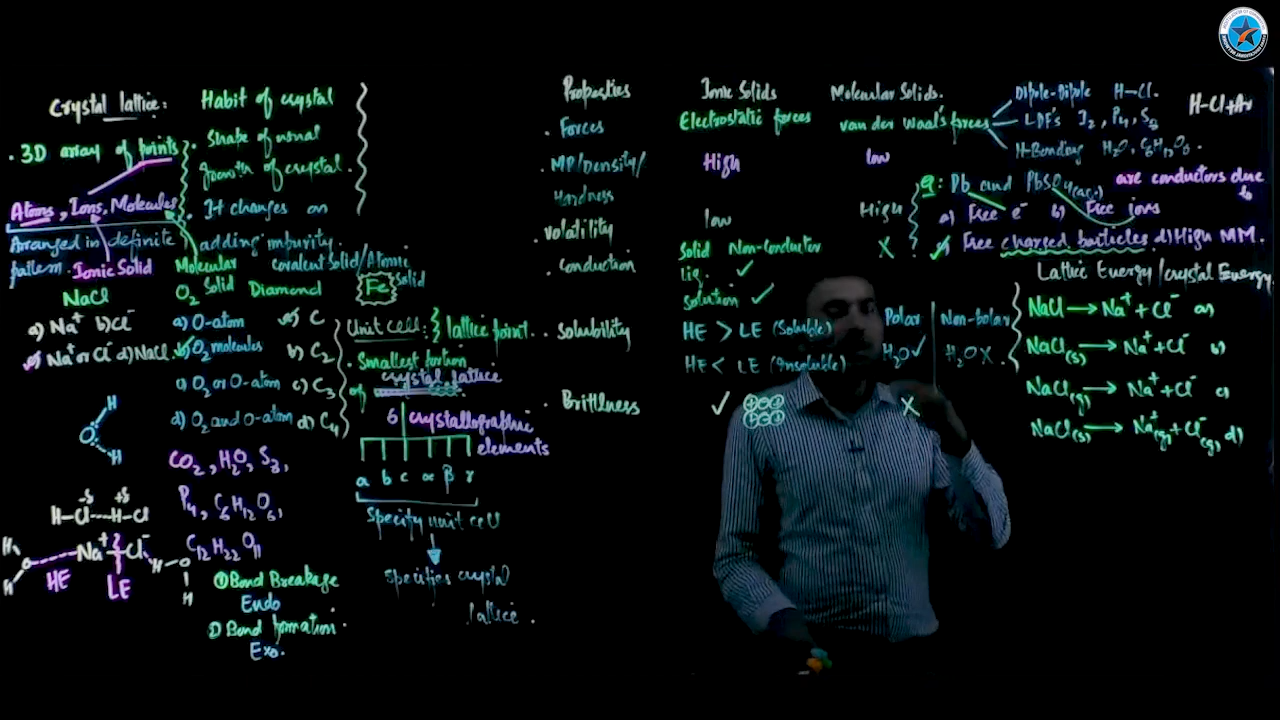 Crystal lattice:
. 3D array of points
Atoms, Ions, Molecules
Arranged in definite
pattern.
Ionic Solid
NaCl
a) Na⁺ b) Cl⁻
c) Na⁺ or Cl⁻ d) NaCl
Habit of crystal
. Shape of
growth of crystal.
. It changes on
adding impurity.
Molecular
Solid
O₂
a) O-atom
b) O₂ molecules
c) O₂ or O-atom
d) O₂ and O-atom
covalent Solid/Atomic
Solid
Diamond
Fe
a) C
b) C₂
c) C₃
d) C₄
CO₂, H₂O, S₈,
P₄, C₆H₁₂O₆,
C₁₂H₂₂O₁₁
H
O
H
-δ +δ
H-Cl----H-Cl
H
O
H
Na⁺ Cl⁻
H-O
H
HE
LE
① Bond Breakage
Endo
② Bond formation.
Exo.
Unit cell: } lattice point.
. Smallest portion
of crystal lattice
6 crystallographic
elements
a b c α β γ
Specify unit cell
Specifies crystal
lattice.
Properties
. Forces
. MP/Density/
Hardness
. Volatility
. Conduction
. Solubility
. Brittlness
Ionic Solids
Electrostatic forces
High
low
Solid Non-Conductor
Liq. ✓
Solution ✓
HE > LE (Soluble)
HE < LE (Insoluble)
✓
Molecular Solids.
van der Waal's forces
low
High
X
Polar
H₂O ✓
Non-polar
H₂O X.
X
Dipole-Dipole H-Cl.
LDF's I₂, P₄, S₈
H-Bonding H₂O, C₆H₁₂O₆.
H-Cl + Ar
Q: Pb and PbSO₄(aq.) are conductors due
to
a) Free e⁻ b) Free ions
c) Free charged particles d) High MM.
Lattice Energy/crystal Energy
NaCl → Na⁺ + Cl⁻ a)
NaCl(s) → Na⁺ + Cl⁻ b)
NaCl(g) → Na⁺ + Cl⁻ c)
NaCl(s) → Na⁺(g) + Cl⁻(g) d)